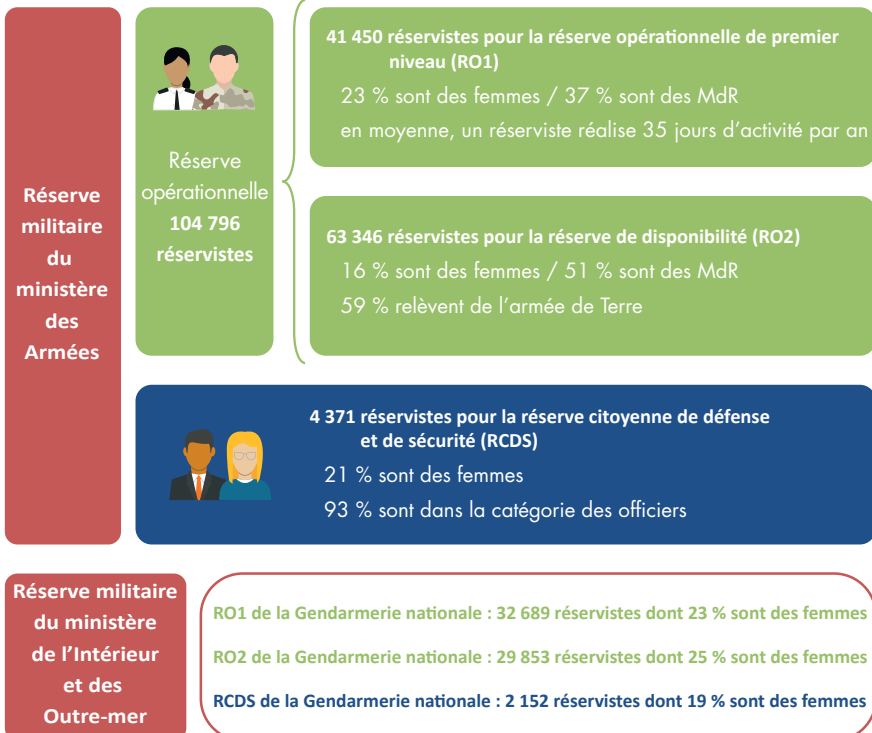 Réserve
militaire
du
ministère
des
Armées
Réserve
opérationnelle
104 796
réservistes
41 450 réservistes pour la réserve opérationnelle de premier
niveau (RO1)
23 % sont des femmes / 37 % sont des MdR
en moyenne, un réserviste réalise 35 jours d’activité par an
63 346 réservistes pour la réserve de disponibilité (RO2)
16 % sont des femmes / 51 % sont des MdR
59 % relèvent de l’armée de Terre
4 371 réservistes pour la réserve citoyenne de défense
et de sécurité (RCDS)
21 % sont des femmes
93 % sont dans la catégorie des officiers
Réserve militaire
du ministère
de l’Intérieur
et des
Outre-mer
RO1 de la Gendarmerie nationale : 32 689 réservistes dont 23 % sont des femmes
RO2 de la Gendarmerie nationale : 29 853 réservistes dont 25 % sont des femmes
RCDS de la Gendarmerie nationale : 2 152 réservistes dont 19 % sont des femmes